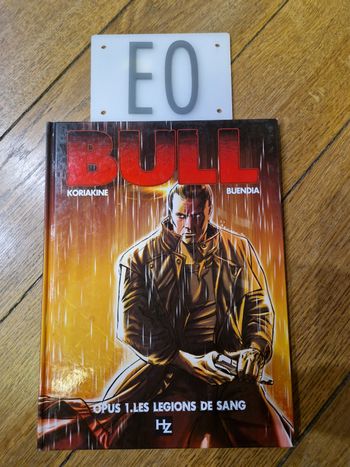 EO
BULL
KORIAKINE BUENDIA
OPUS 1.LES LEGIONS DE SANG
HZ